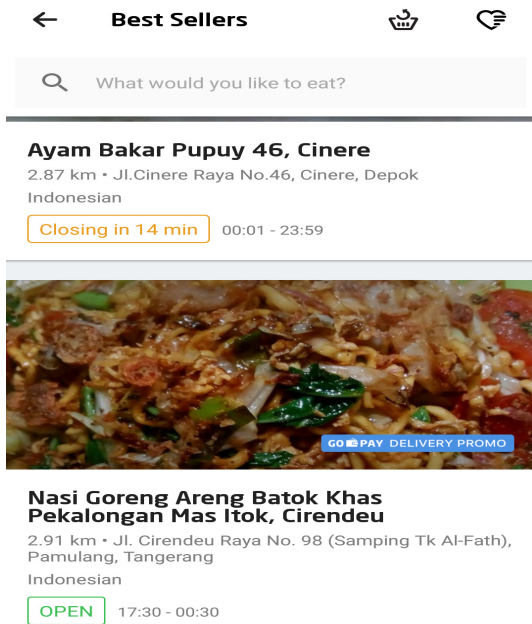 Best Sellers
What would you like to eat?
Ayam Bakar Pupuy 46, Cinere
2.87 km • Jl.Cinere Raya No.46, Cinere, Depok
Indonesian
Closing in 14 min 00:01 - 23:59
GO PAY DELIVERY PROMO
Nasi Goreng Areng Batok Khas
Pekalongan Mas Itok, Cirendeu
2.91 km • Jl. Cirendeu Raya No. 98 (Samping Tk Al-Fath),
Pamulang, Tangerang
Indonesian
OPEN 17:30 - 00:30